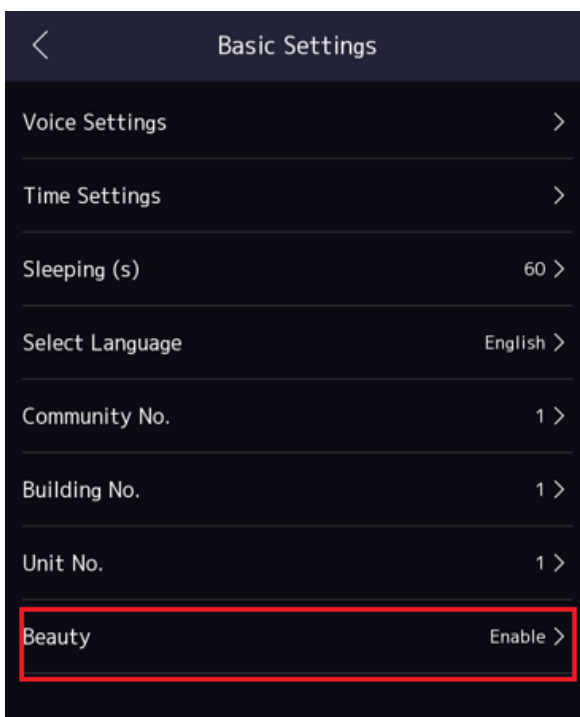 Basic Settings
Voice Settings
Time Settings
Sleeping (s) 60
Select Language English
Community No. 1
Building No. 1
Unit No. 1
Beauty Enable